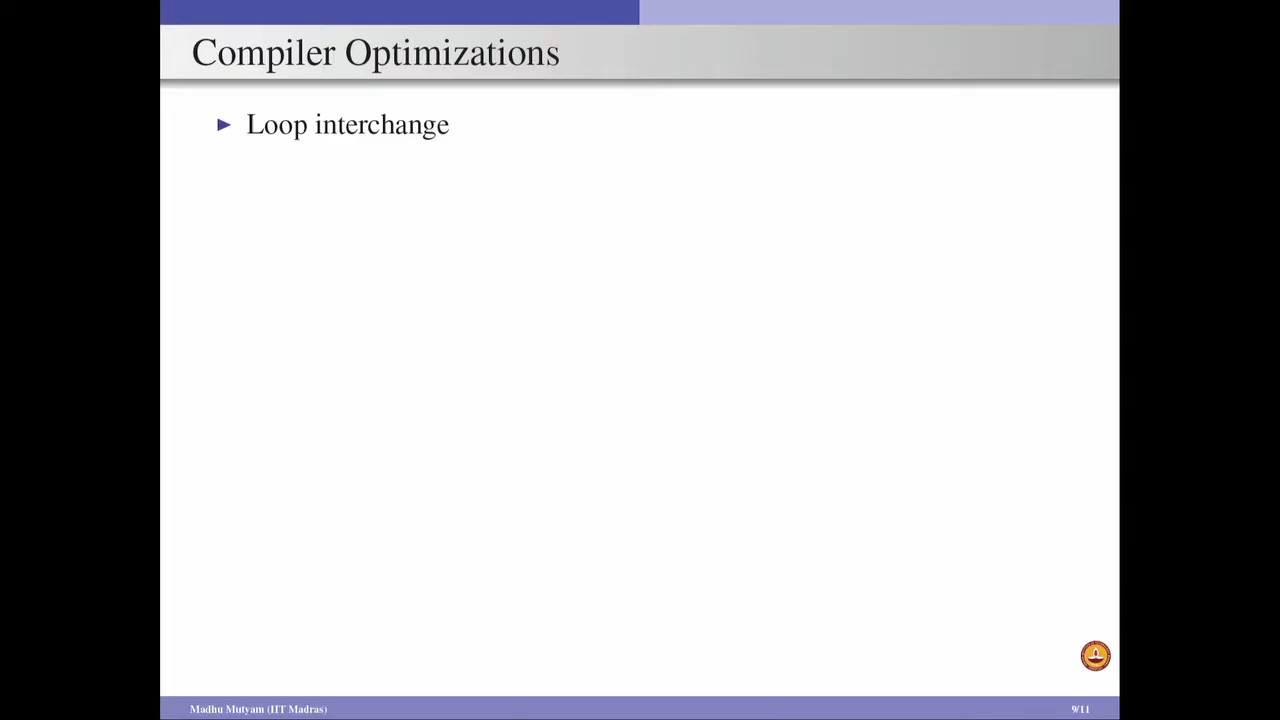 Compiler Optimizations
Loop interchange
Madhu Mutyam (IIT Madras)
9/11